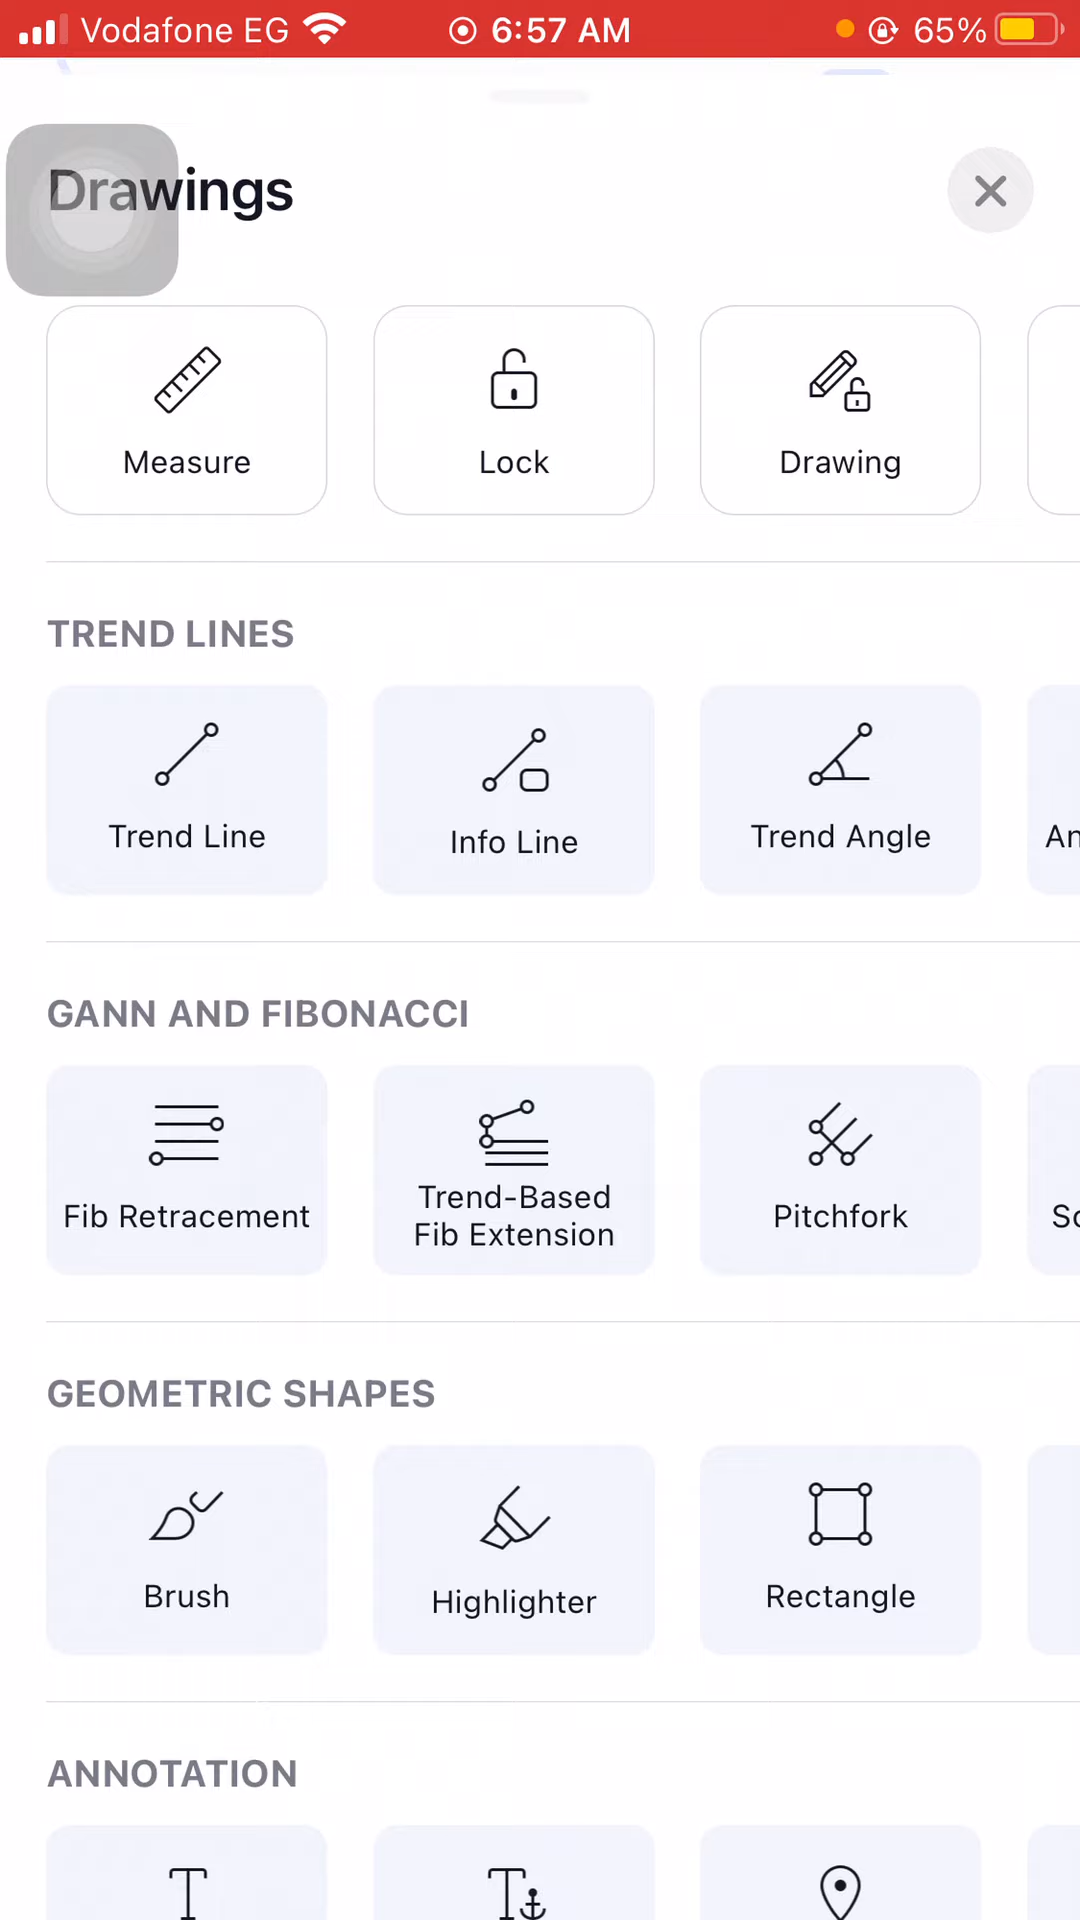 Vodafone EG 6:57 AM 65%
Drawings
Measure Lock Drawing
TREND LINES
Trend Line Info Line Trend Angle
GANN AND FIBONACCI
Fib Retracement Trend-Based Fib Extension Pitchfork
GEOMETRIC SHAPES
Brush Highlighter Rectangle
ANNOTATION